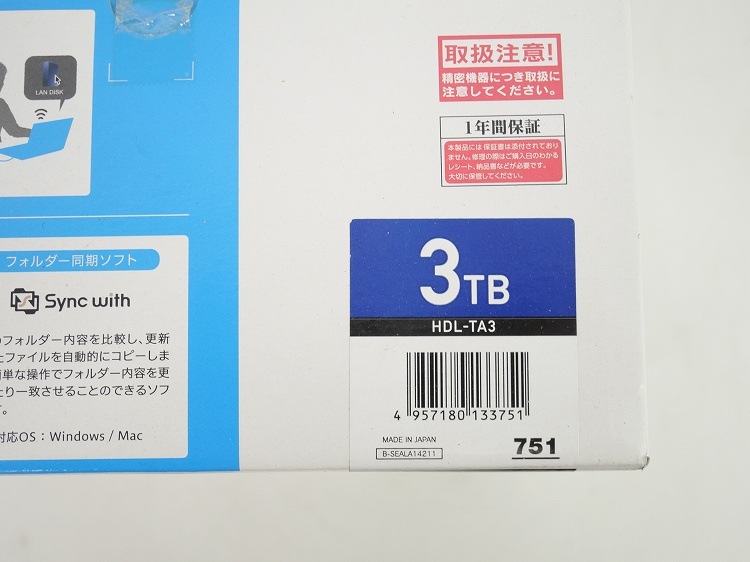 LAN DISK
フォルダー同期ソフト
Sync with
フォルダー内容を比較し、更新
ファイルを自動的にコピーしま
単な操作でフォルダー内容を更
り一致させることのできるソフ
す。
対応OS：Windows / Mac
取扱注意!
精密機器につき取扱に
注意してください。
1年間保証
本製品には保証書は添付されており
ません。修理の際はご購入日のわかる
レシート、納品書などが必要です。
大切に保管してください。
3TB
HDL-TA3
4 957180 133751
MADE IN JAPAN
B-SEALA14211
751